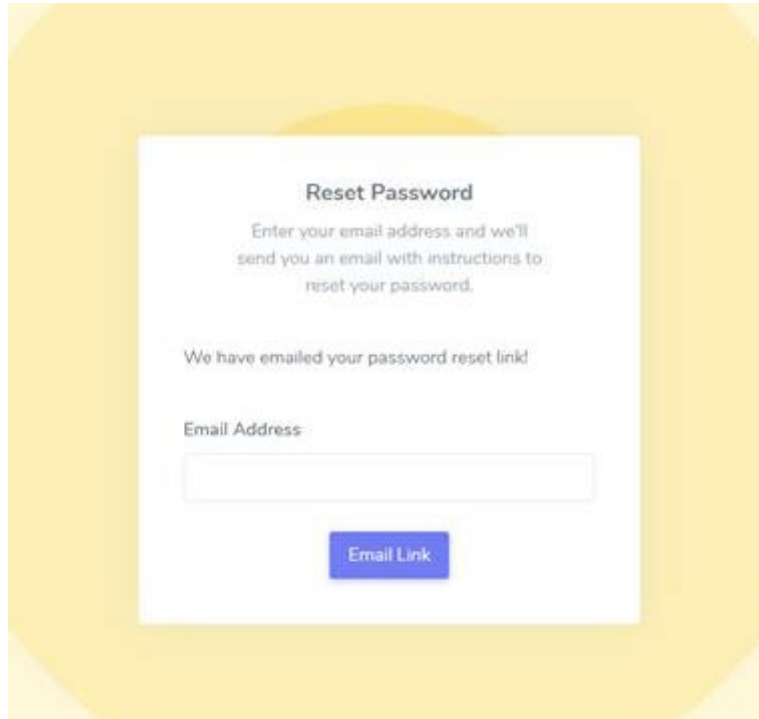 Reset Password
Enter your email address and we'll
send you an email with instructions to
reset your password.
We have emailed your password reset link!
Email Address
Email Link